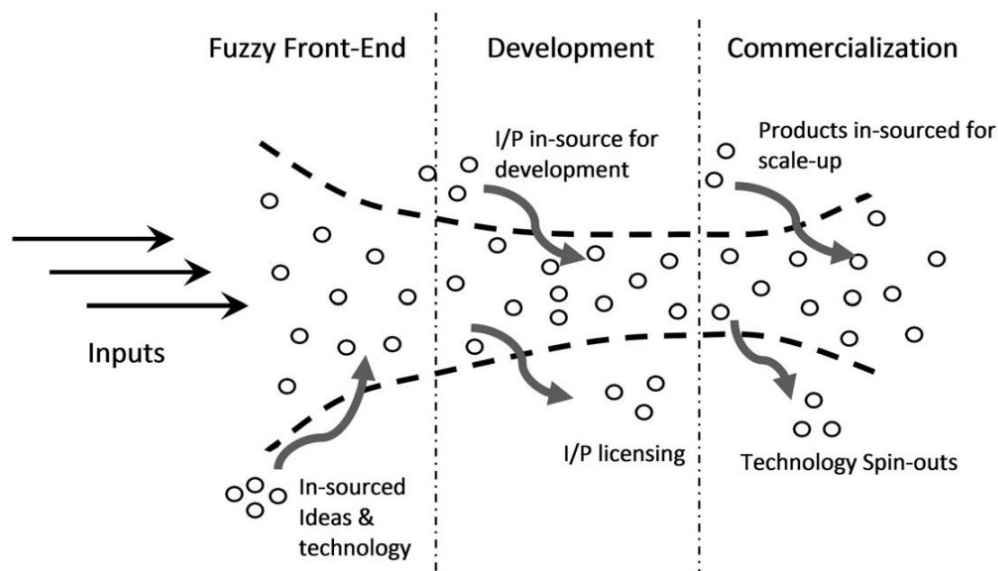 Fuzzy Front-End
Development
Commercialization
I/P in-source for
development
Products in-sourced for
scale-up
Inputs
In-sourced
Ideas &
technology
I/P licensing
Technology Spin-outs